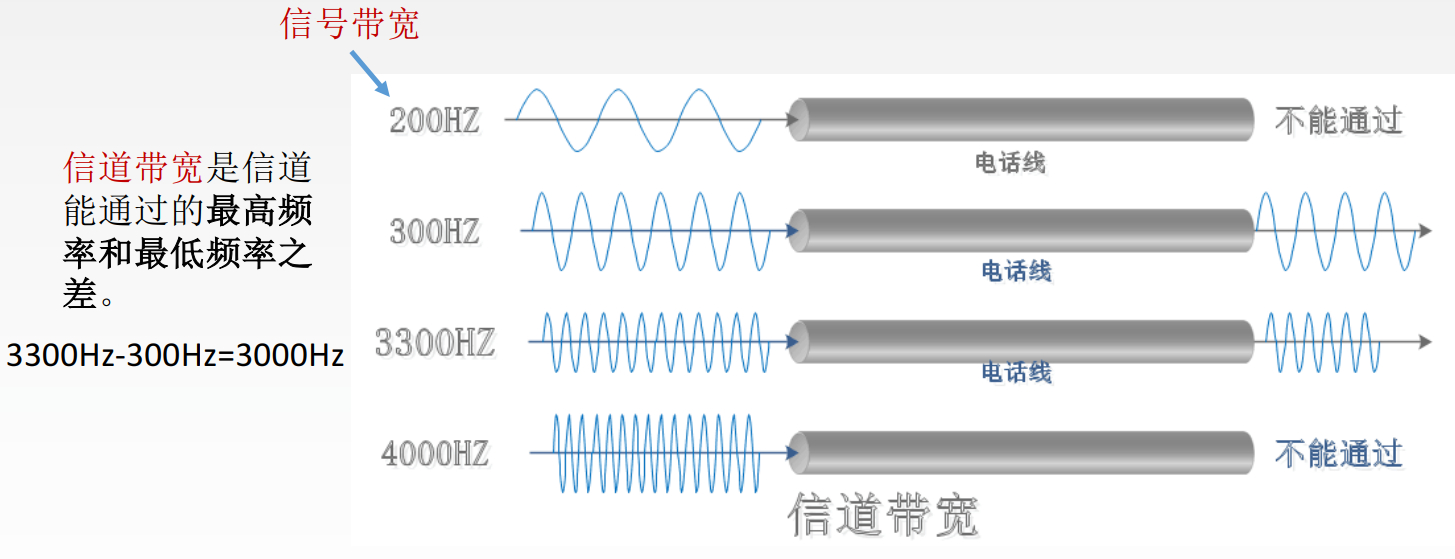 信号带宽
200HZ
不能通过
电话线
信道带宽是信道
能通过的最高频
率和最低频率之
差。
300HZ
电话线
3300Hz-300Hz=3000Hz
3300HZ
电话线
4000HZ
不能通过
信道带宽